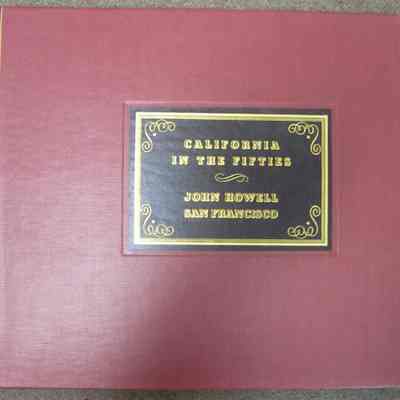 CALIFORNIA
IN THE FIFTIES
JOHN HOWELL
SAN FRANCISCO